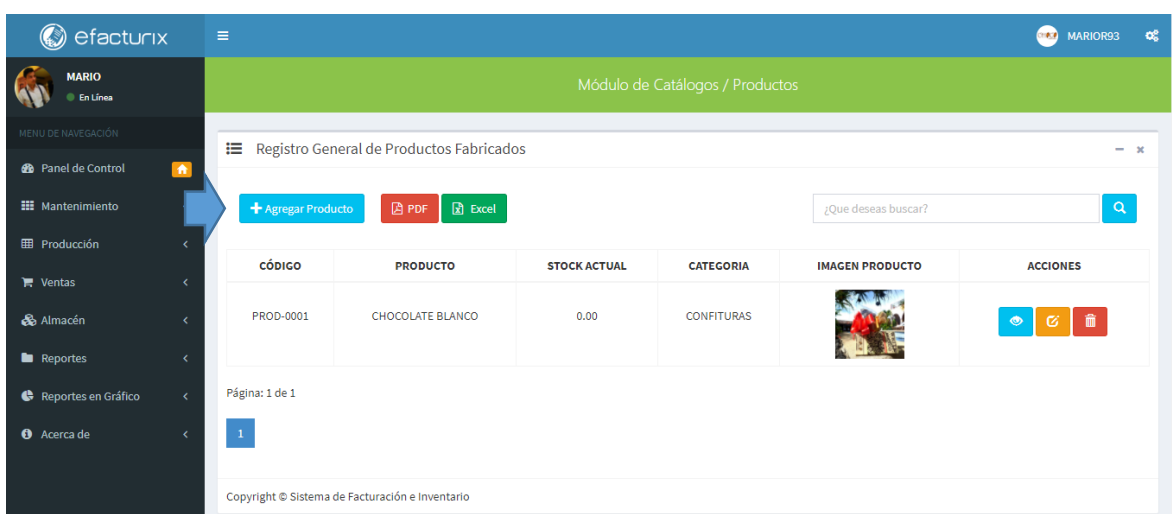 efacturix
MARIOR93
MARIO
En Línea
Módulo de Catálogos / Productos
MENU DE NAVEGACIÓN
Panel de Control
Mantenimiento
Producción
Ventas
Almacén
Reportes
Reportes en Gráfico
Acerca de
Registro General de Productos Fabricados
Agregar Producto PDF Excel ¿Que deseas buscar?
CÓDIGO PRODUCTO STOCK ACTUAL CATEGORIA IMAGEN PRODUCTO ACCIONES
PROD-0001 CHOCOLATE BLANCO 0.00 CONFITURAS
Página: 1 de 1
1
Copyright © Sistema de Facturación e Inventario